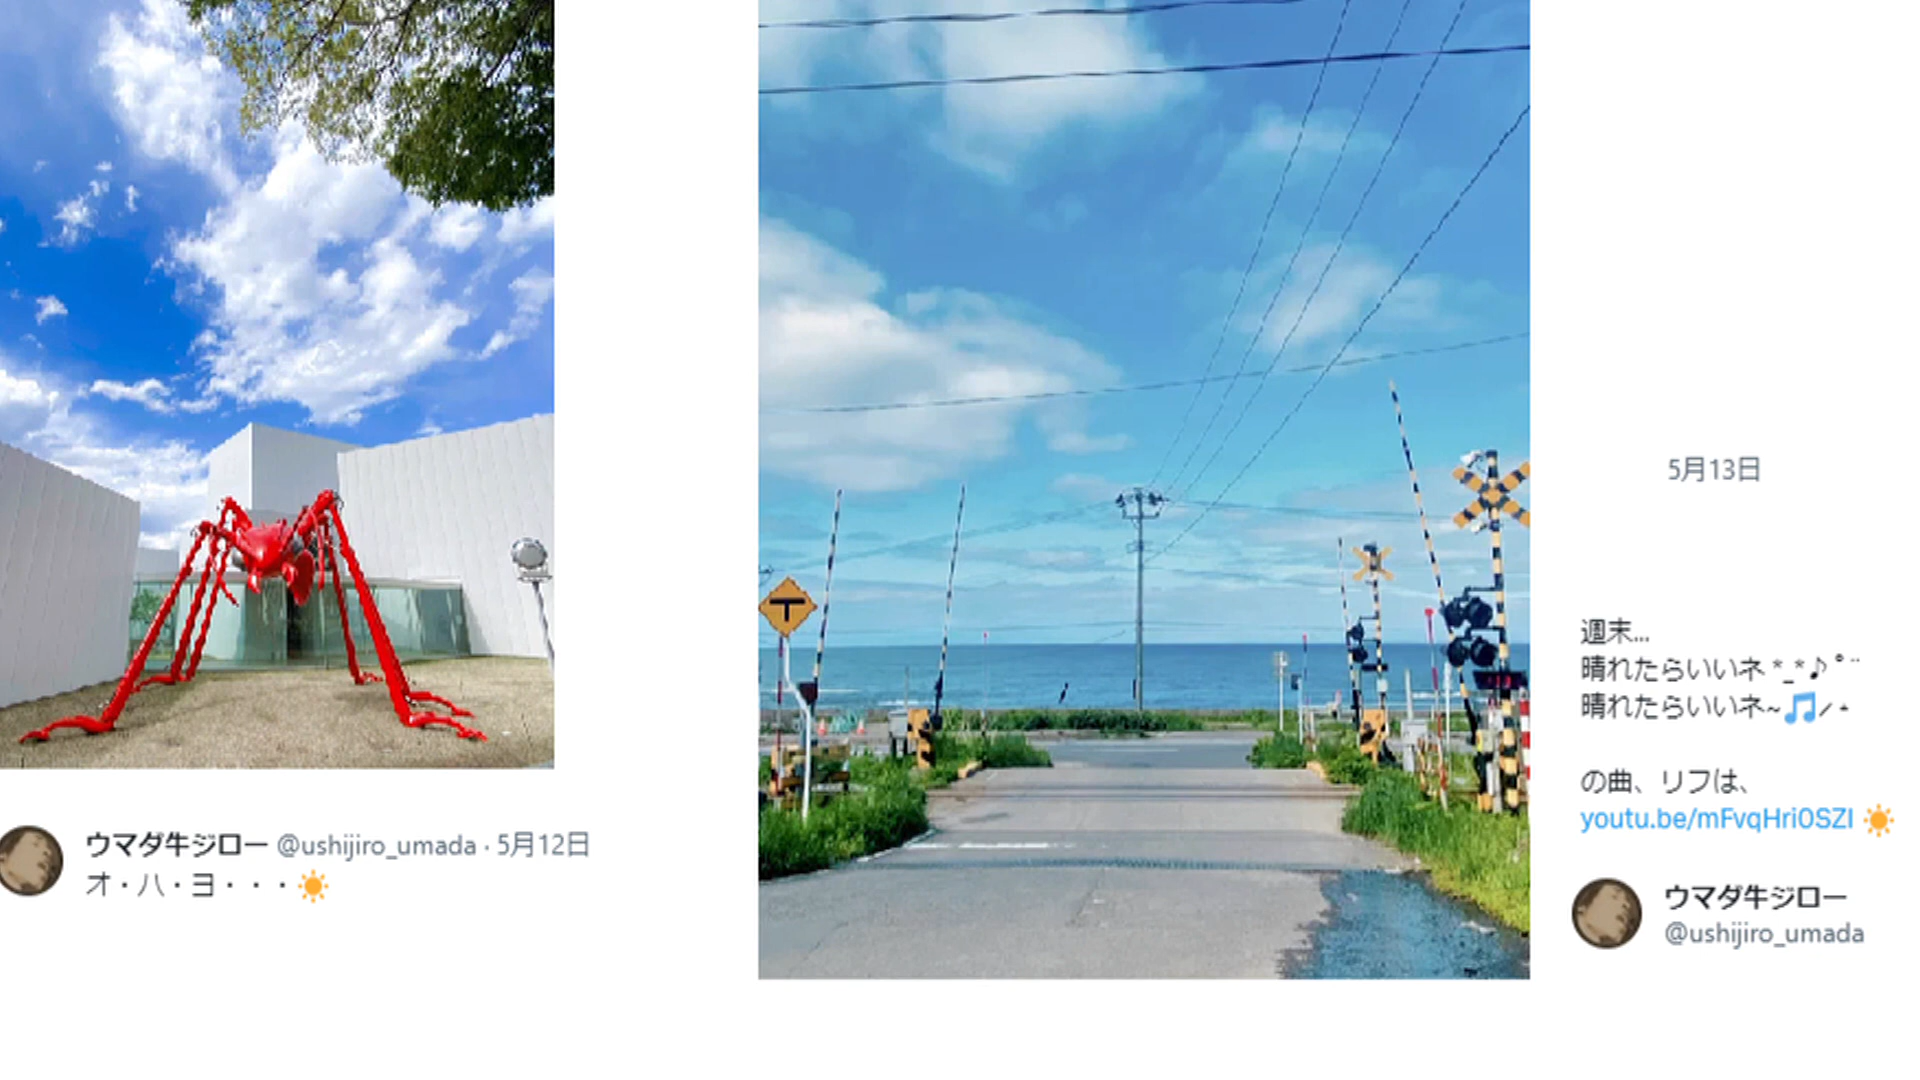 ウマダ牛ジロー @ushijiro_umada · 5月12日
オ・ハ・ヨ・・・☀️
5月13日
週末...
晴れたらいいネ *_*♪°¨
晴れたらいいネ~🎵⸝⋆
の曲、リフは、
youtu.be/mFvqHri0SZI ☀️
ウマダ牛ジロー
@ushijiro_umada